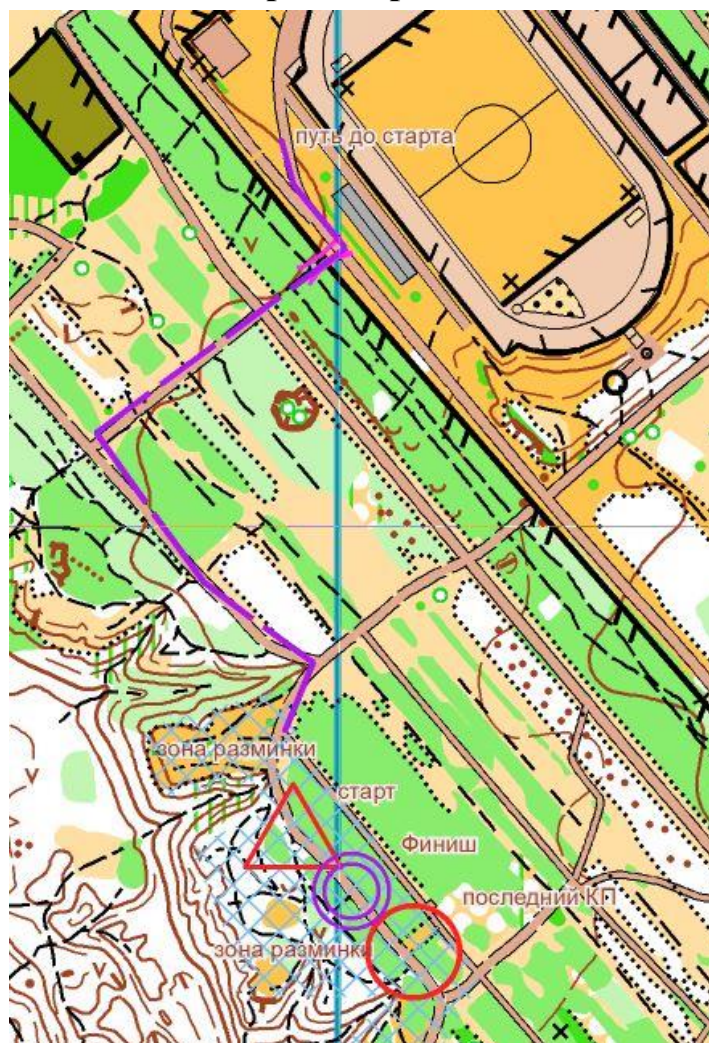 путь до старта
зона разминки
старт
Финиш
последний КП
зона разминки